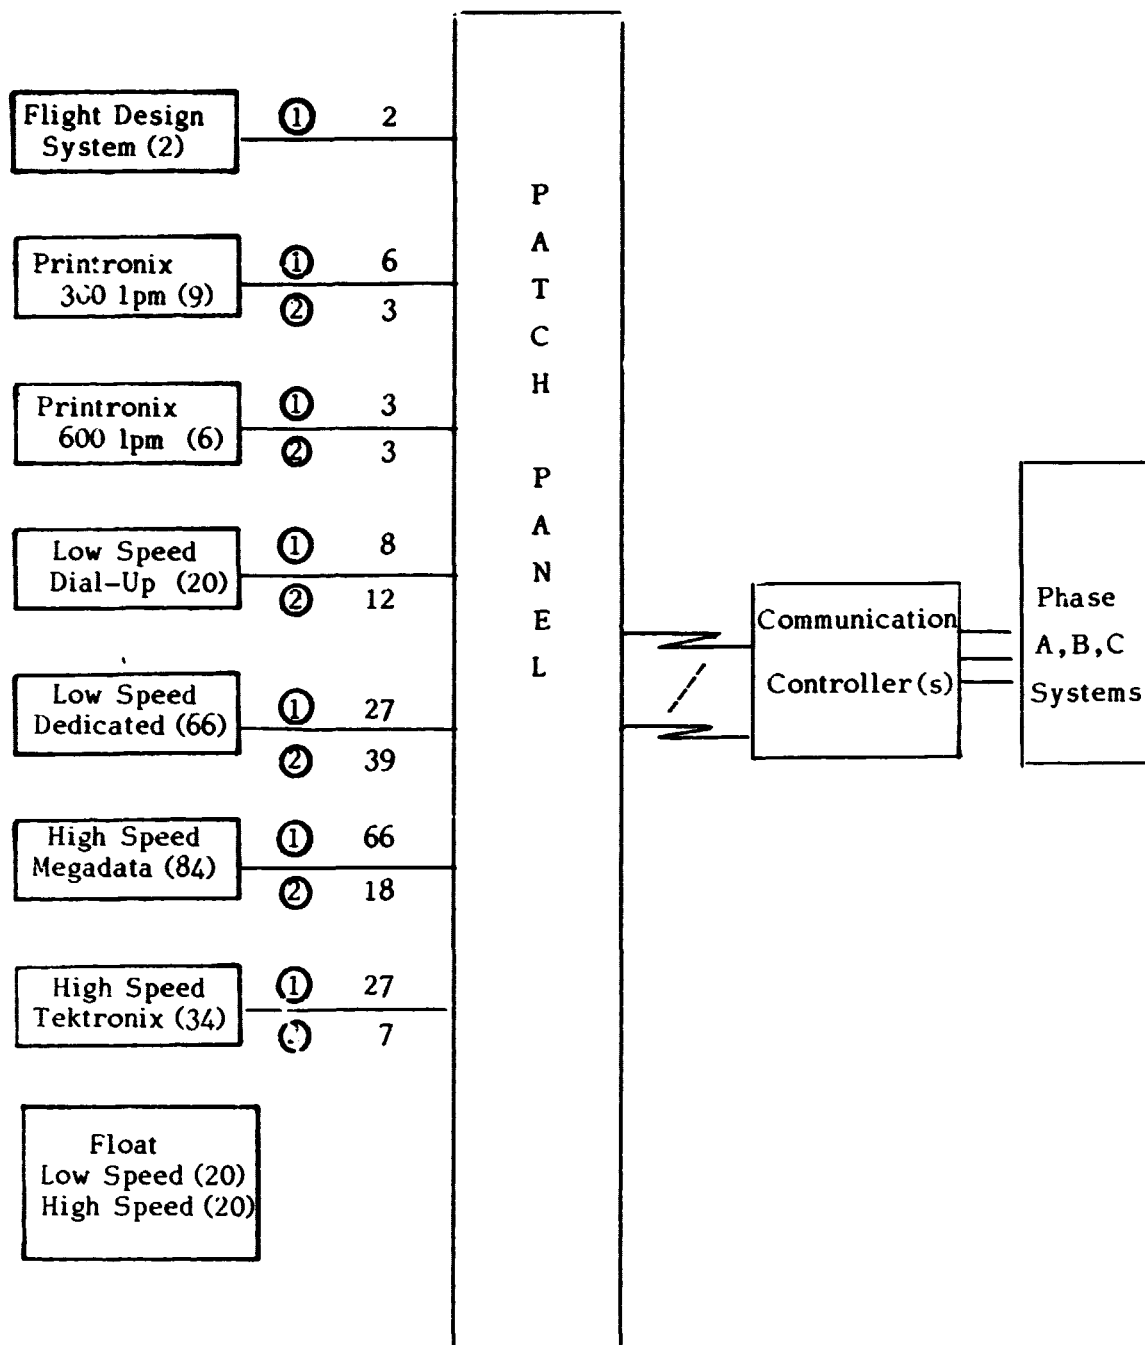 Flight Design
System (2)
① 2
Printronix
300 lpm (9)
① 6
② 3
Printronix
600 lpm (6)
① 3
② 3
Low Speed
Dial-Up (20)
① 8
② 12
Low Speed
Dedicated (66)
① 27
② 39
High Speed
Megadata (84)
① 66
② 18
High Speed
Tektronix (34)
① 27
7
Float
Low Speed (20)
High Speed (20)
PATCH PANEL
Communication
Controller(s)
Phase
A,B,C
Systems